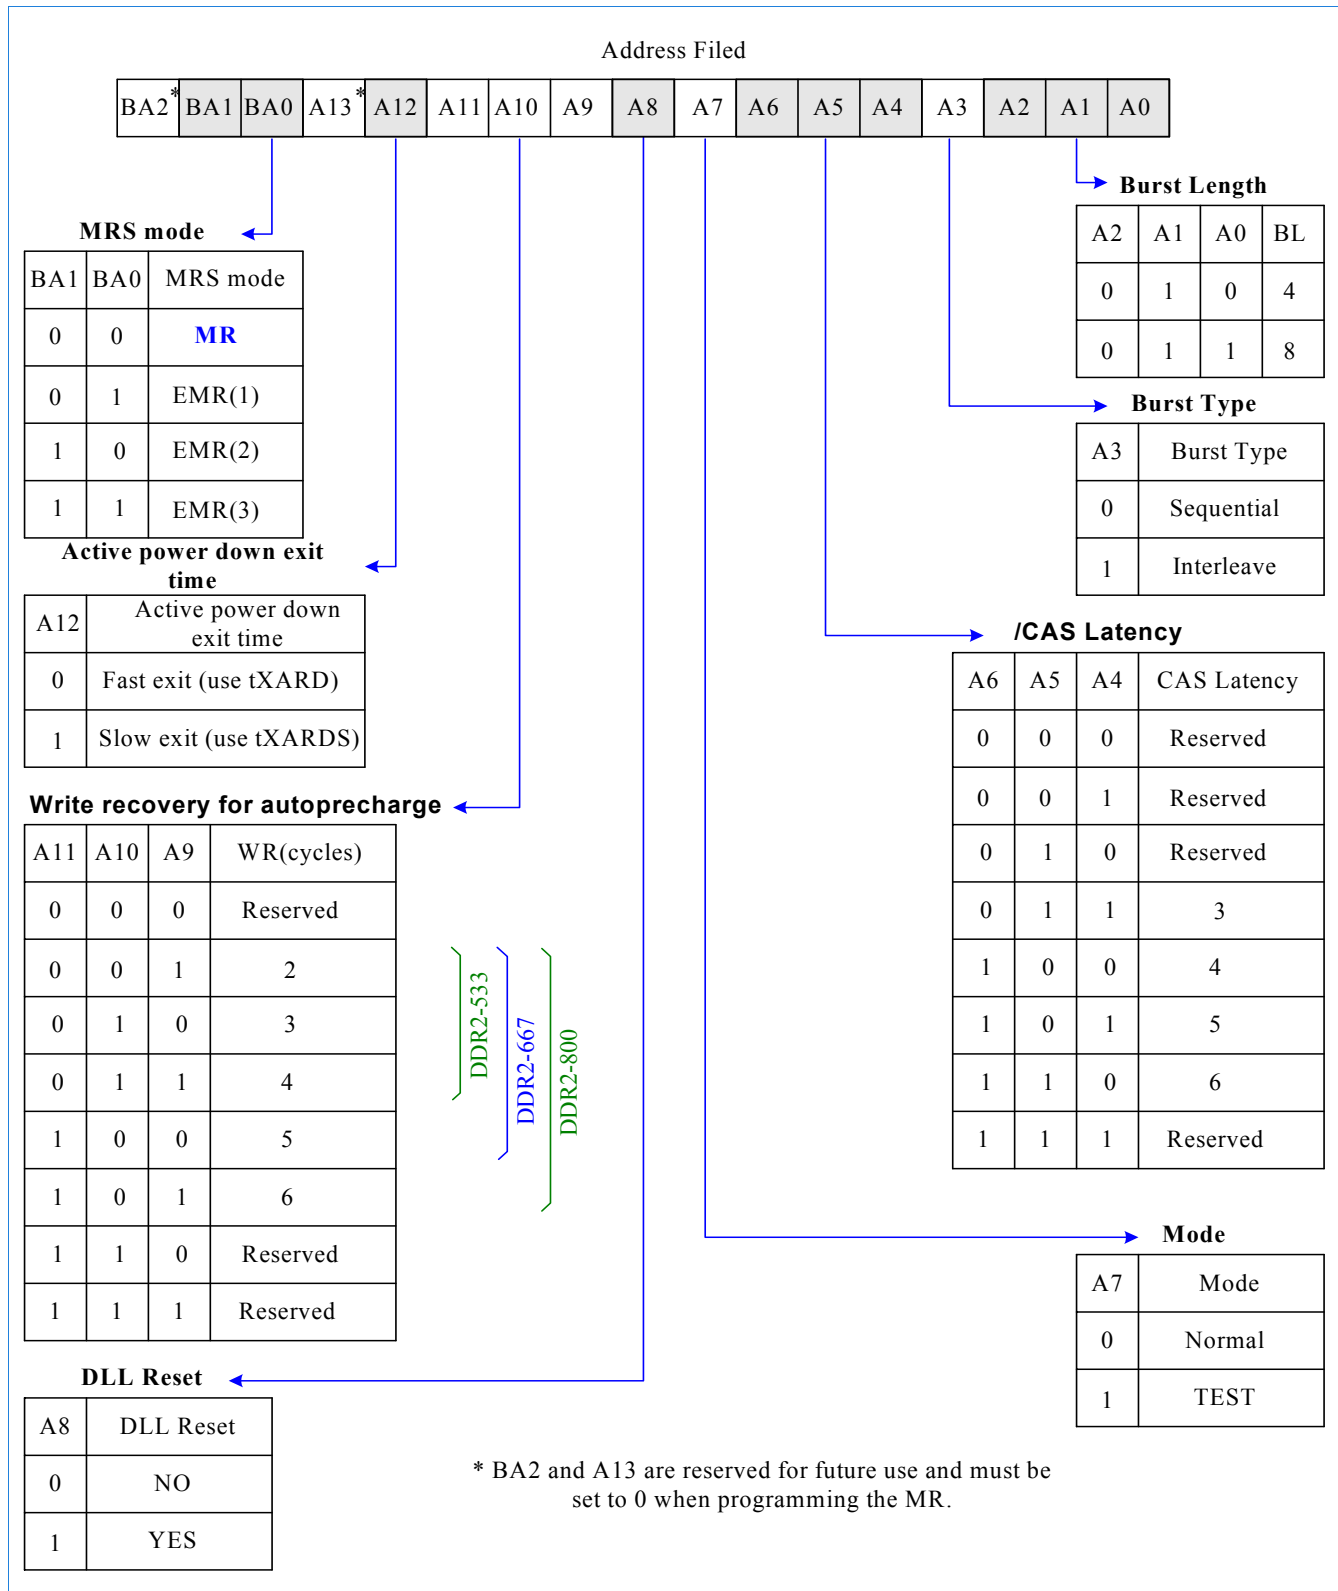 Address Filed
BA2* BA1 BA0 A13* A12 A11 A10 A9 A8 A7 A6 A5 A4 A3 A2 A1 A0
MRS mode
BA1 BA0 MRS mode
0 0 MR
0 1 EMR(1)
1 0 EMR(2)
1 1 EMR(3)
Active power down exit
time
A12 Active power down
exit time
0 Fast exit (use tXARD)
1 Slow exit (use tXARDS)
Write recovery for autoprecharge
A11 A10 A9 WR(cycles)
0 0 0 Reserved
0 0 1 2
0 1 0 3
0 1 1 4
1 0 0 5
1 0 1 6
1 1 0 Reserved
1 1 1 Reserved
DDR2-533
DDR2-667
DDR2-800
DLL Reset
A8 DLL Reset
0 NO
1 YES
Burst Length
A2 A1 A0 BL
0 1 0 4
0 1 1 8
Burst Type
A3 Burst Type
0 Sequential
1 Interleave
/CAS Latency
A6 A5 A4 CAS Latency
0 0 0 Reserved
0 0 1 Reserved
0 1 0 Reserved
0 1 1 3
1 0 0 4
1 0 1 5
1 1 0 6
1 1 1 Reserved
Mode
A7 Mode
0 Normal
1 TEST
* BA2 and A13 are reserved for future use and must be
set to 0 when programming the MR.